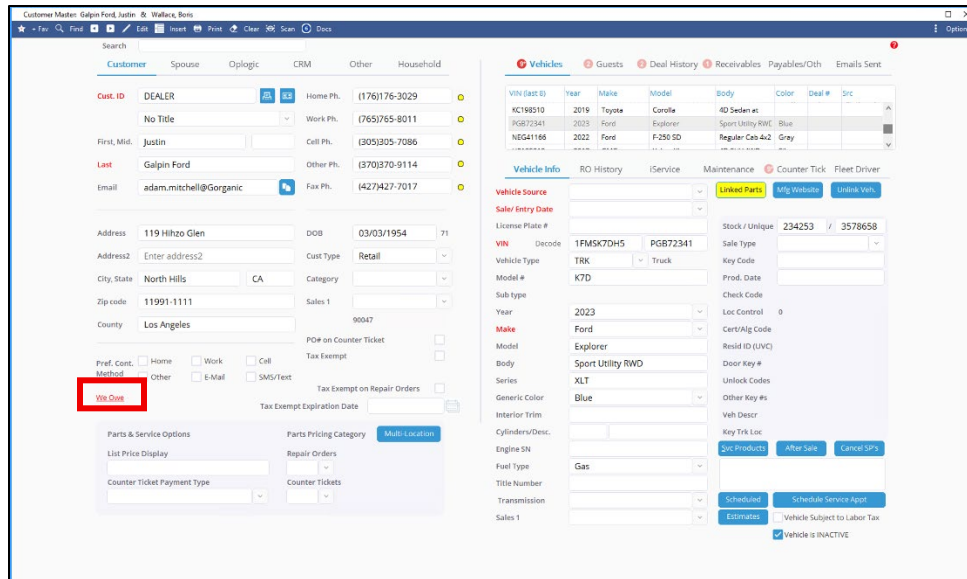 Customer Master: Galpin Ford, Justin & Wallace, Boris
+ Fav Find Edit Insert Print Clear Scan Docs Option
Search
Customer Spouse Oplogic CRM Other Household
Cust. ID DEALER Home Ph. (176)176-3029
No Title Work Ph. (765)765-8011
First, Mid. Justin Cell Ph. (305)305-7086
Last Galpin Ford Other Ph. (370)370-9114
Email adam.mitchell@Gorganic Fax Ph. (427)427-7017
Address 119 Hihzo Glen DOB 03/03/1954 71
Address2 Enter address2 Cust Type Retail
City, State North Hills CA Category
Zip code 11991-1111 Sales 1
90047
County Los Angeles
PO# on Counter Ticket
Tax Exempt
Pref. Cont. Method Home Work Cell
Other E-Mail SMS/Text
Tax Exempt on Repair Orders
We Owe
Tax Exempt Expiration Date
Parts & Service Options Parts Pricing Category Multi-Location
List Price Display Repair Orders
Counter Ticket Payment Type Counter Tickets
Vehicles Guests Deal History Receivables Payables/Oth Emails Sent
VIN (last 8) Year Make Model Body Color Deal # Src
KC198510 2019 Toyota Corolla 4D Sedan at
PGB72341 2023 Ford Explorer Sport Utility RWD Blue
NEG41166 2022 Ford F-250 SD Regular Cab 4x2 Gray
Vehicle Info RO History iService Maintenance Counter Tick Fleet Driver
Vehicle Source Linked Parts Mfg Website Unlink Veh.
Sale/ Entry Date
License Plate # Stock / Unique 234253 / 3578658
VIN Decode 1FMSK7DH5 PGB72341 Sale Type
Vehicle Type TRK Truck Key Code
Model # K7D Prod. Date
Sub type Check Code
Year 2023 Loc Control 0
Make Ford Cert/Alg Code
Model Explorer Resid ID (UVC)
Body Sport Utility RWD Door Key #
Series XLT Unlock Codes
Generic Color Blue Other Key #s
Interior Trim Veh Descr
Cylinders/Desc. Key Trk Loc
Engine SN Svc Products After Sale Cancel SP's
Fuel Type Gas
Title Number
Transmission Scheduled Schedule Service Appt
Sales 1 Estimates Vehicle Subject to Labor Tax
Vehicle is INACTIVE